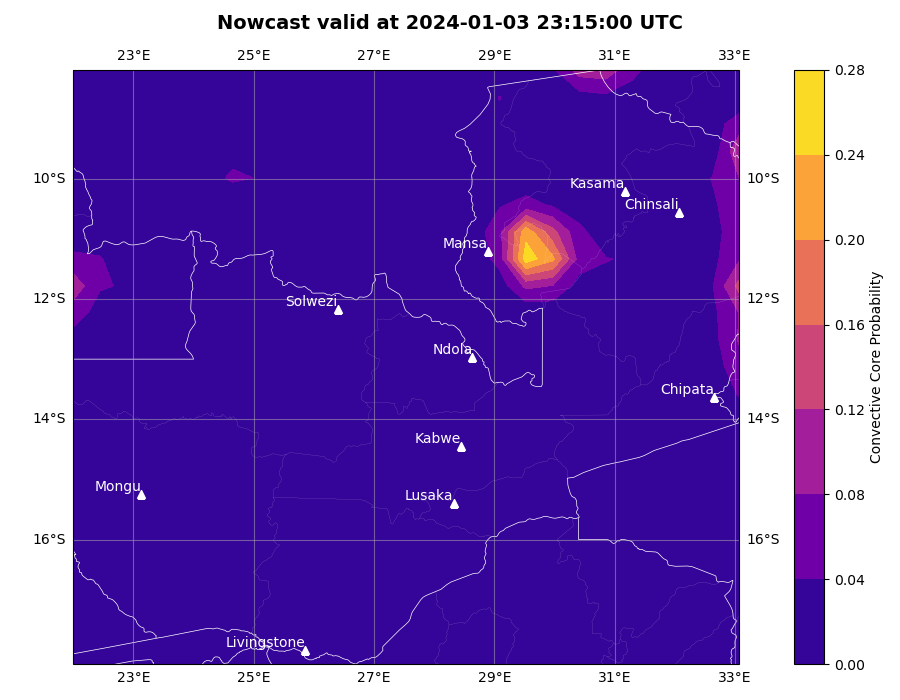 Nowcast valid at 2024-01-03 23:15:00 UTC
23°E 25°E 27°E 29°E 31°E 33°E
0.28
0.24
10°S Kasama 10°S
Chinsali
0.20
Mansa
Solwezi 12°S 12°S
0.16
Ndola
Convective Core Probability
Chipata
0.12
14°S 14°S
Kabwe
0.08
Mongu
Lusaka
16°S 16°S
0.04
Livingstone
0.00
23°E 25°E 27°E 29°E 31°E 33°E